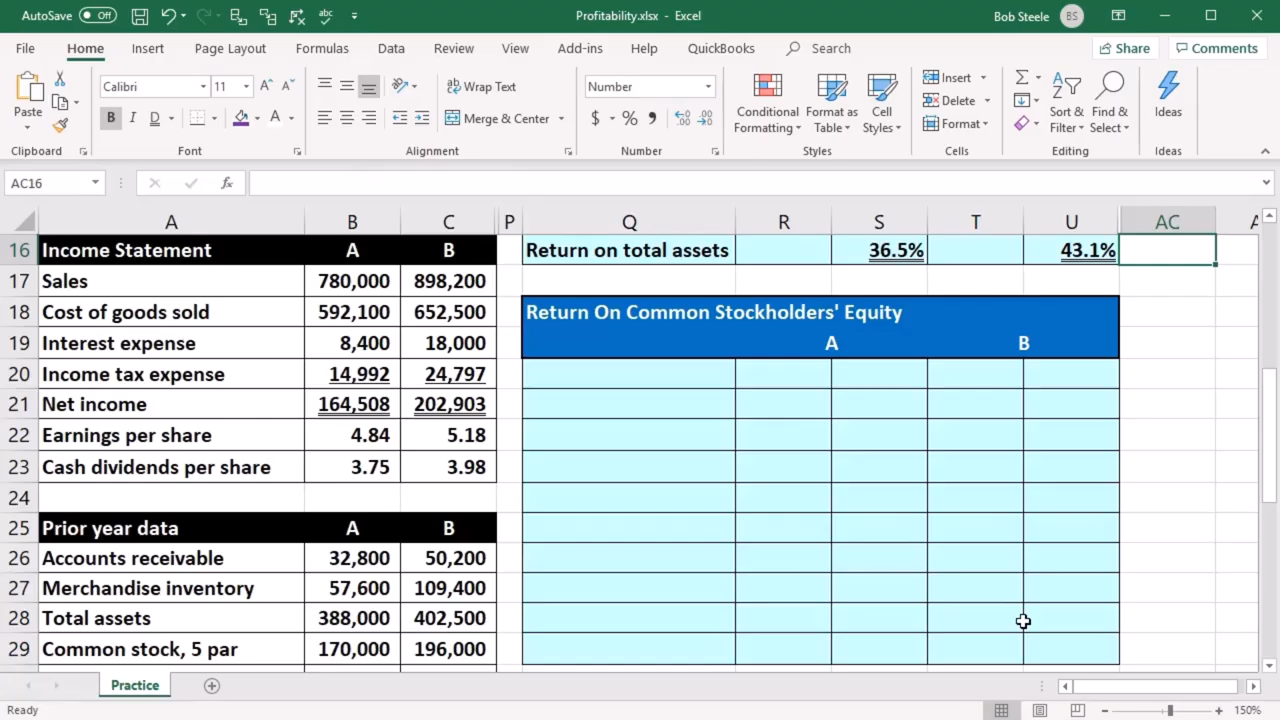 AutoSave Off Profitability.xlsx - Excel Bob Steele BS
File Home Insert Page Layout Formulas Data Review View Add-ins Help QuickBooks Search Share Comments
Paste Calibri 11 A^ A˅ B I D A ab Wrap Text Merge & Center Number $ % , Conditional Formatting Format as Table Cell Styles Insert Delete Format Sort & Filter Find & Select Ideas
Clipboard Font Alignment Number Styles Cells Editing Ideas
AC16 fx
A B C P Q R S T U AC
16 Income Statement A B Return on total assets 36.5% 43.1%
17 Sales 780,000 898,200
18 Cost of goods sold 592,100 652,500 Return On Common Stockholders' Equity
19 Interest expense 8,400 18,000 A B
20 Income tax expense 14,992 24,797
21 Net income 164,508 202,903
22 Earnings per share 4.84 5.18
23 Cash dividends per share 3.75 3.98
24
25 Prior year data A B
26 Accounts receivable 32,800 50,200
27 Merchandise inventory 57,600 109,400
28 Total assets 388,000 402,500
29 Common stock, 5 par 170,000 196,000
Practice
Ready 150%